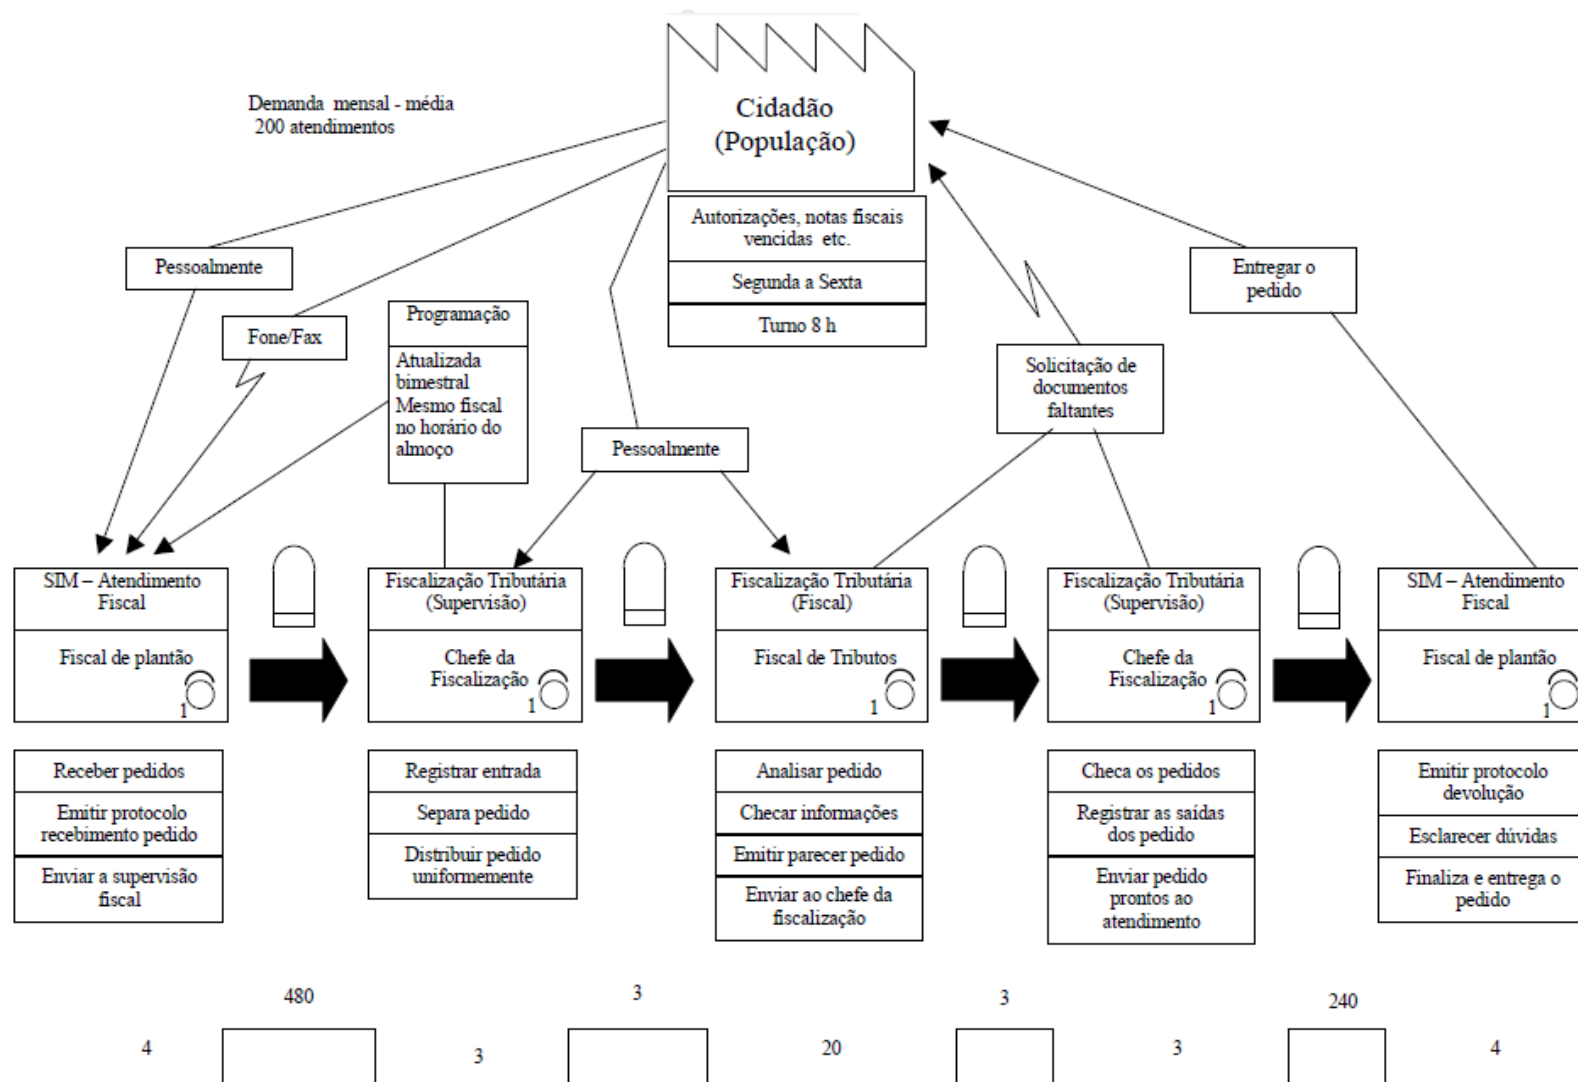 Demanda mensal - média
200 atendimentos
Cidadão
(População)
Autorizações, notas fiscais
vencidas etc.
Segunda a Sexta
Turno 8 h
Pessoalmente
Fone/Fax
Programação
Atualizada
bimestral
Mesmo fiscal
no horário do
almoço
Pessoalmente
Solicitação de
documentos
faltantes
Entregar o
pedido
SIM – Atendimento
Fiscal
Fiscal de plantão
1
Fiscalização Tributária
(Supervisão)
Chefe da
Fiscalização
1
Fiscalização Tributária
(Fiscal)
Fiscal de Tributos
1
Fiscalização Tributária
(Supervisão)
Chefe da
Fiscalização
1
SIM – Atendimento
Fiscal
Fiscal de plantão
1
Receber pedidos
Emitir protocolo
recebimento pedido
Enviar a supervisão
fiscal
Registrar entrada
Separa pedido
Distribuir pedido
uniformemente
Analisar pedido
Checar informações
Emitir parecer pedido
Enviar ao chefe da
fiscalização
Checa os pedidos
Registrar as saídas
dos pedido
Enviar pedido
prontos ao
atendimento
Emitir protocolo
devolução
Esclarecer dúvidas
Finaliza e entrega o
pedido
480
3
3
240
4
3
20
3
4